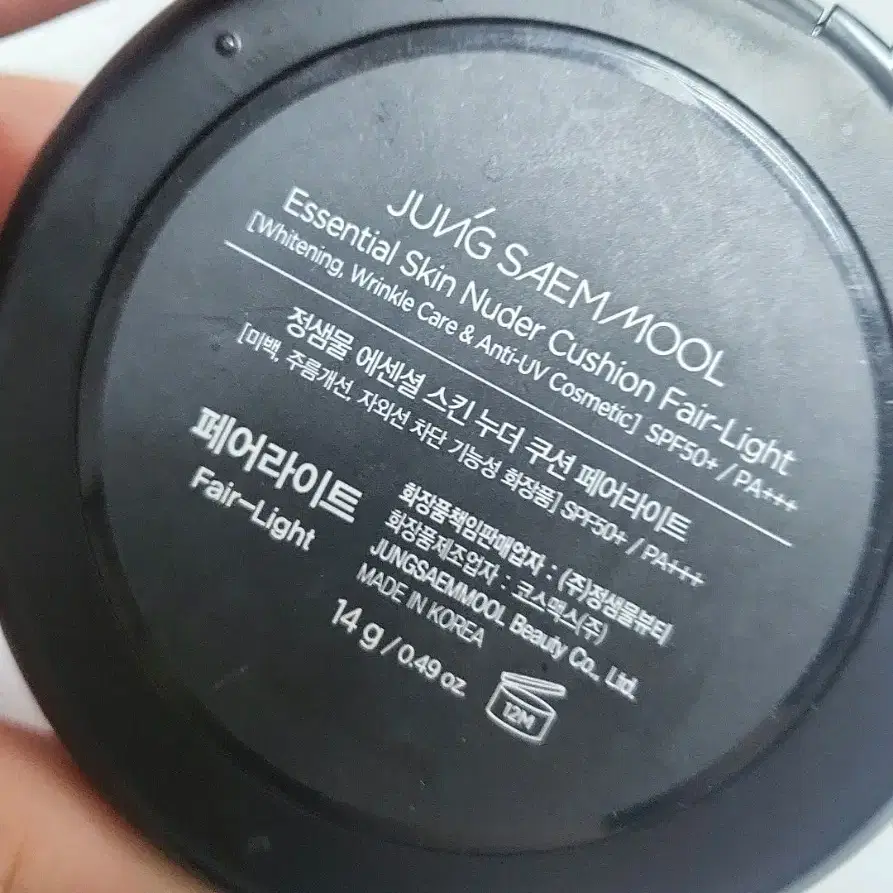 JUNG SAEM MOOL
Essential Skin Nuder Cushion Fair-Light
[Whitening, Wrinkle Care & Anti-UV Cosmetic] SPF50+ / PA+++
정샘물 에센셜 스킨 누더 쿠션 페어라이트
[미백, 주름개선, 자외선 차단 기능성 화장품] SPF50+ / PA+++
페어라이트
Fair-Light
화장품책임판매업자 : (주)정샘물뷰티
화장품제조업자 : 코스맥스(주)
JUNGSAEMMOOL Beauty Co., Ltd.
MADE IN KOREA
14 g / 0.49 oz
12M